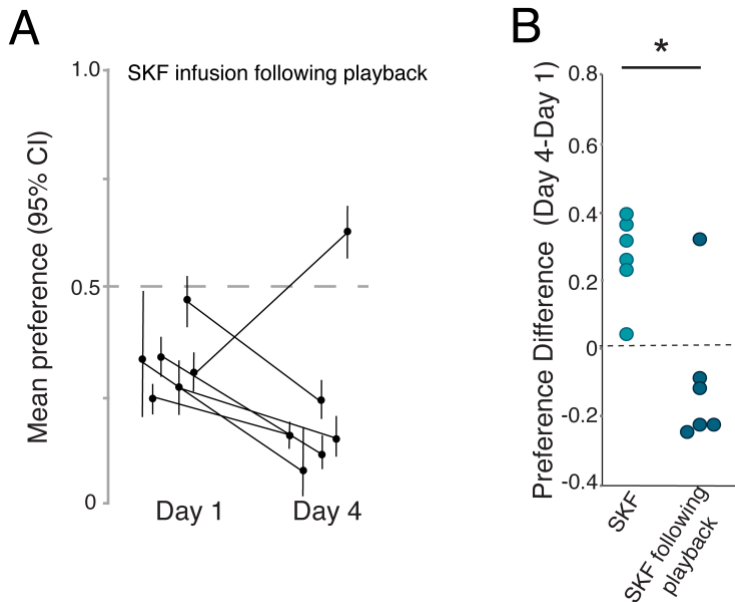 A
SKF infusion following playback
Mean preference (95% CI)
1.0
0.5
0
Day 1
Day 4
B
*
Preference Difference (Day 4-Day 1)
0.8
0.6
0.4
0.2
0
-0.2
-0.4
SKF
SKF following
playback